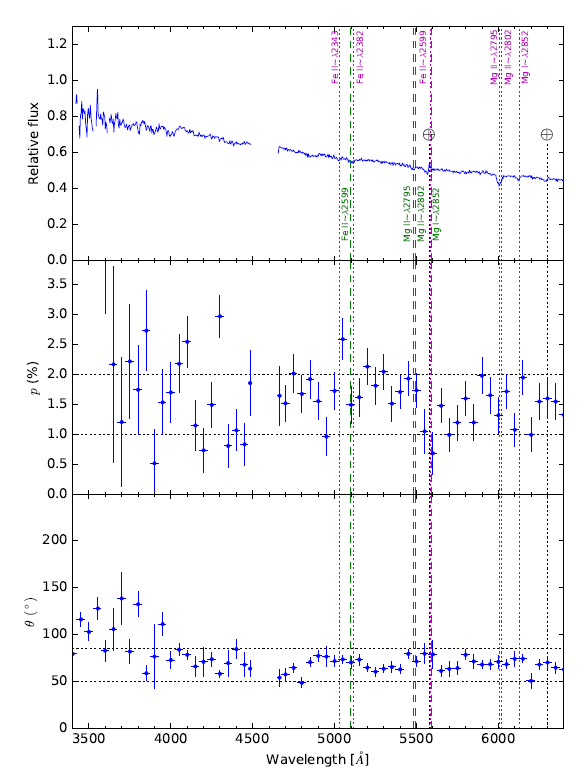 Relative flux
1.2
1.0
0.8
0.6
0.4
0.2
0.0
Fe II−λ2343
Fe II−λ2382
Fe II−λ2599
Mg II−λ2795
Mg II−λ2802
Mg I−λ2852
Fe II−λ2599
Mg II−λ2795
Mg II−λ2802
Mg I−λ2852
p (%)
3.5
3.0
2.5
2.0
1.5
1.0
0.5
0.0
θ (°)
200
150
100
50
0
3500 4000 4500 5000 5500 6000
Wavelength [Å]